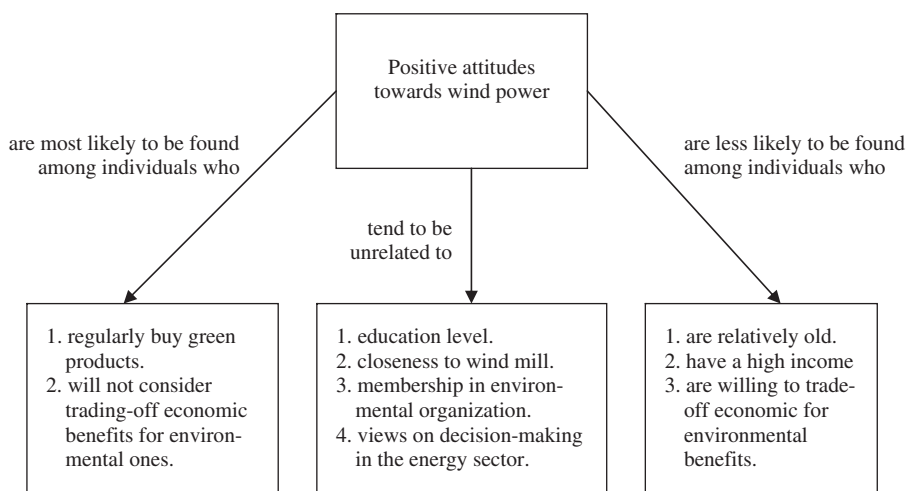 Positive attitudes
towards wind power
are most likely to be found
among individuals who
tend to be
unrelated to
are less likely to be found
among individuals who
1. regularly buy green
products.
2. will not consider
trading-off economic
benefits for environ-
mental ones.
1. education level.
2. closeness to wind mill.
3. membership in environ-
mental organization.
4. views on decision-making
in the energy sector.
1. are relatively old.
2. have a high income
3. are willing to trade-
off economic for
environmental
benefits.